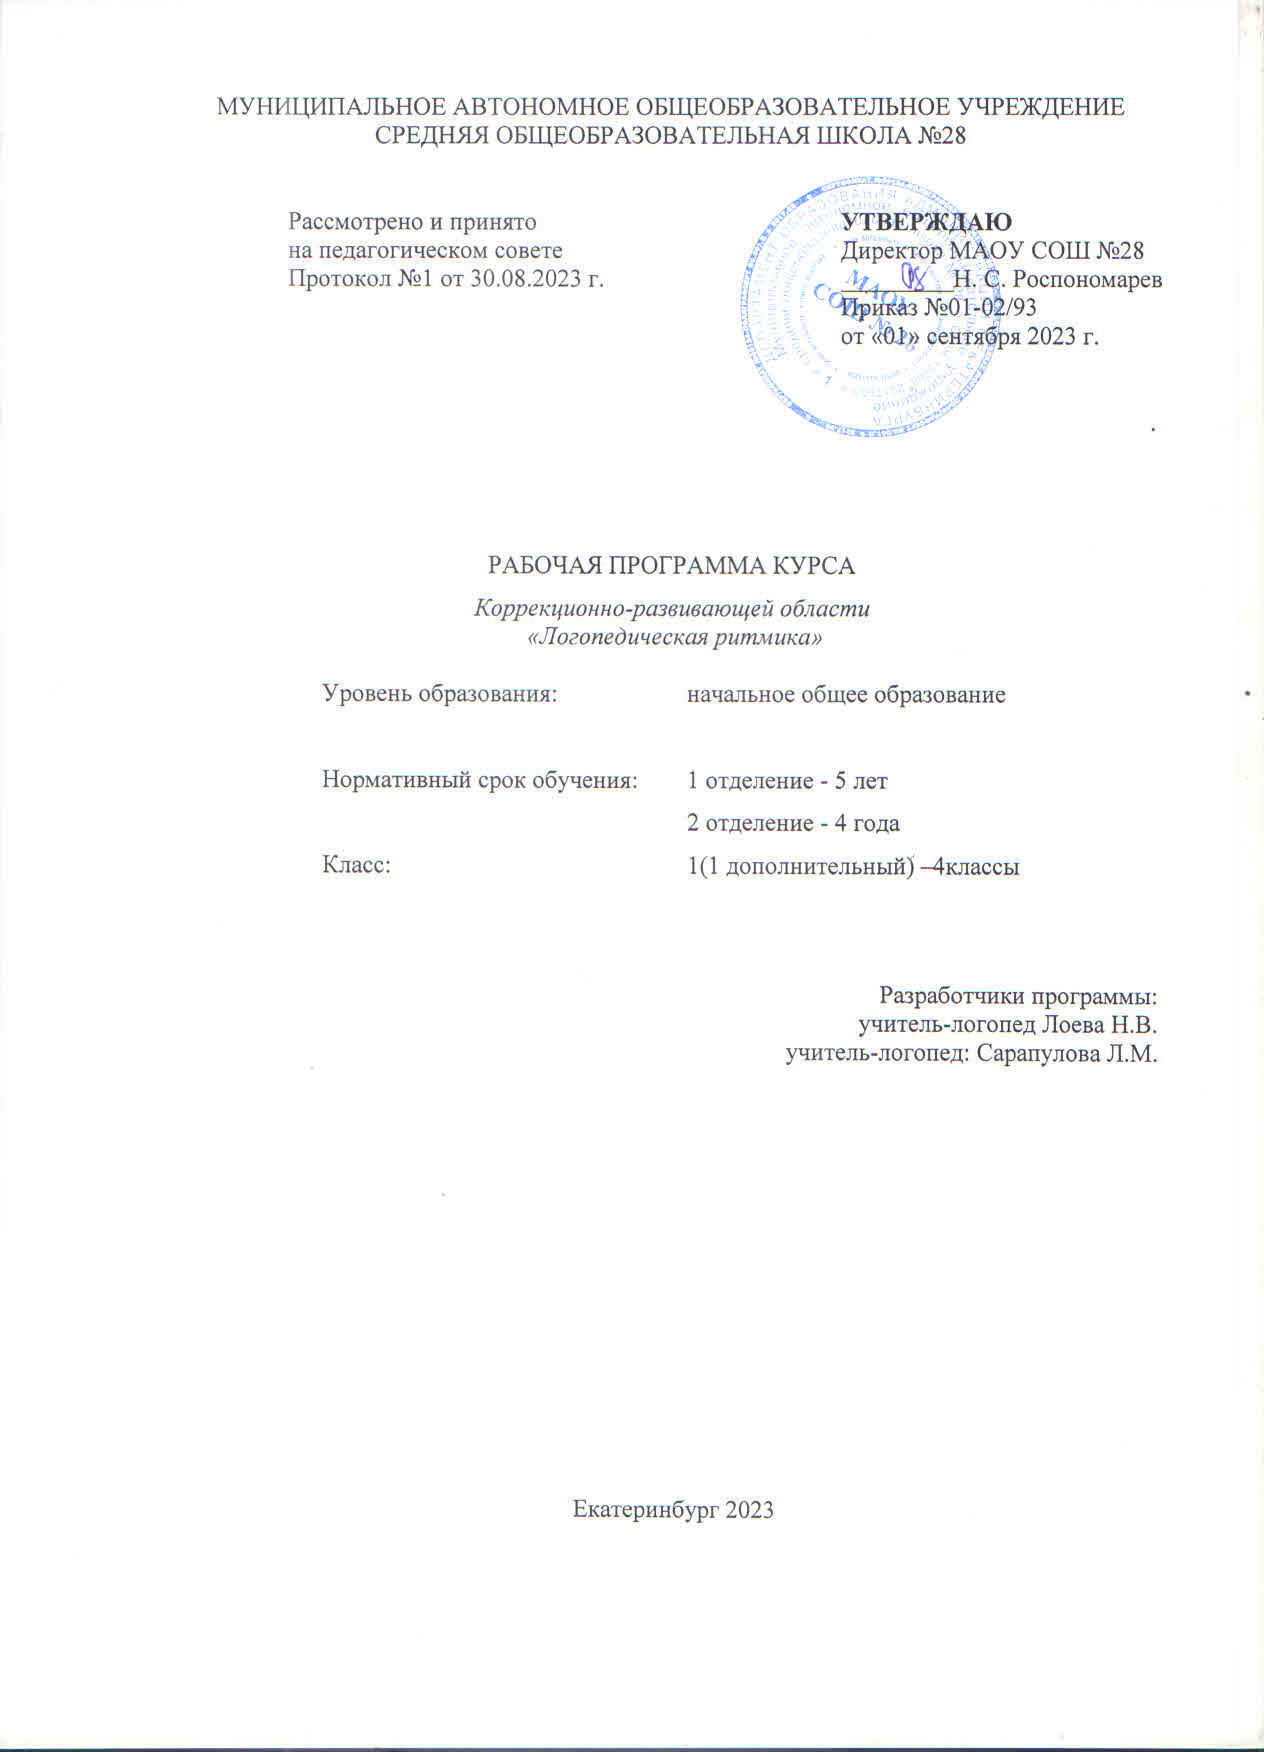 МУНИЦИПАЛЬНОЕ АВТОНОМНОЕ ОБЩЕОБРАЗОВАТЕЛЬНОЕ УЧРЕЖДЕНИЕ
СРЕДНЯЯ ОБЩЕОБРАЗОВАТЕЛЬНАЯ ШКОЛА №28
Рассмотрено и принято
на педагогическом совете
Протокол №1 от 30.08.2023 г.
УТВЕРЖДАЮ
Директор МАОУ СОШ №28
Н. С. Роспономарев
Приказ №01-02/93
от «01» сентября 2023 г.
МАОУ
СОШ №28
РАБОЧАЯ ПРОГРАММА КУРСА
Коррекционно-развивающей области
«Логопедическая ритмика»
Уровень образования: начальное общее образование
Нормативный срок обучения: 1 отделение - 5 лет
2 отделение - 4 года
Класс: 1(1 дополнительный) –4классы
Разработчики программы:
учитель-логопед Лоева Н.В.
учитель-логопед: Сарапулова Л.М.
Екатеринбург 2023